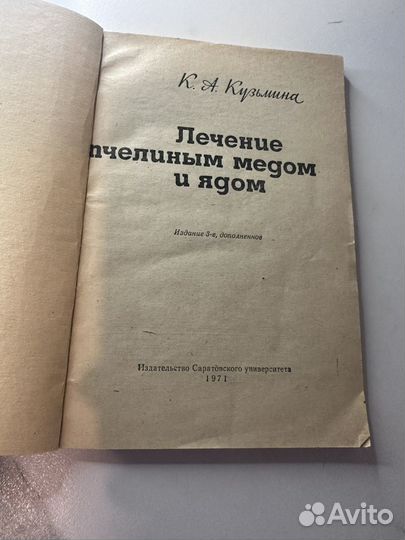 К. А. Кузьмина
Лечение
пчелиным медом
и ядом
Издание 3-е, дополненное
Издательство Саратовского университета
1971
Avito